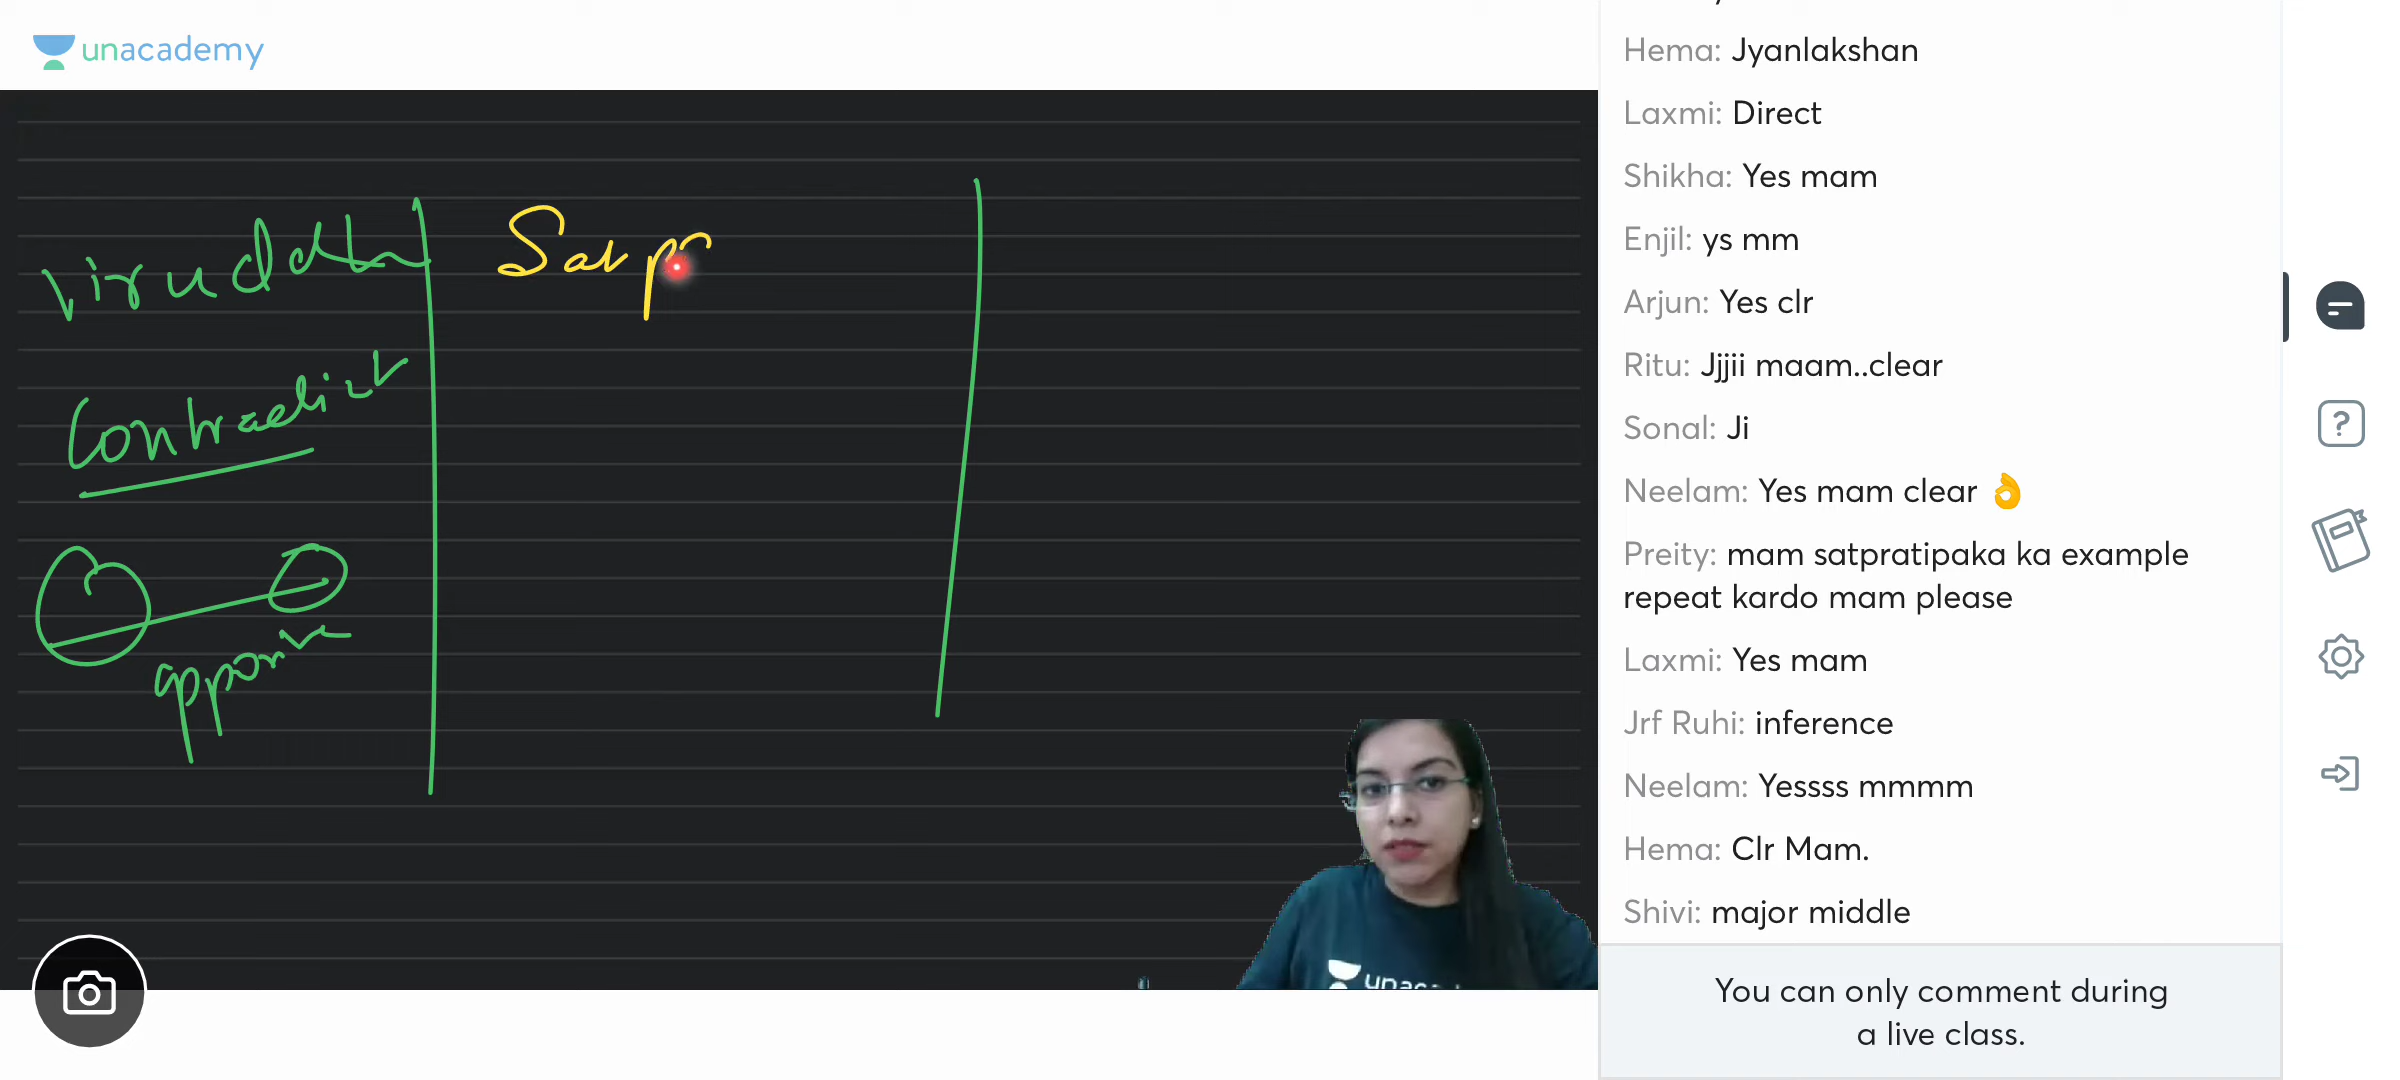 unacademy
Viruddh
Satpr
Contradict
opposite
unac
Hema: Jyanlakshan
Laxmi: Direct
Shikha: Yes mam
Enjil: ys mm
Arjun: Yes clr
Ritu: Jjjii maam..clear
Sonal: Ji
Neelam: Yes mam clear 👌
Preity: mam satpratipaka ka example
repeat kardo mam please
Laxmi: Yes mam
Jrf Ruhi: inference
Neelam: Yessss mmmm
Hema: Clr Mam.
Shivi: major middle
You can only comment during
a live class.